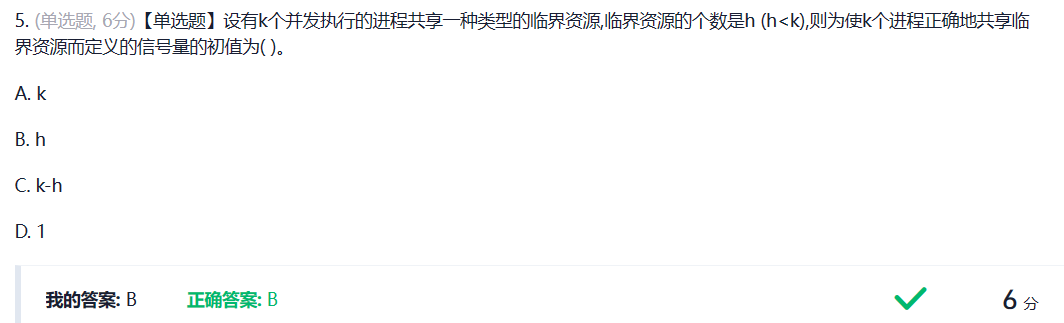 5. (单选题, 6分)【单选题】设有k个并发执行的进程共享一种类型的临界资源,临界资源的个数是h (h<k),则为使k个进程正确地共享临
界资源而定义的信号量的初值为( )。
A. k
B. h
C. k-h
D. 1
我的答案: B 正确答案: B 6 分